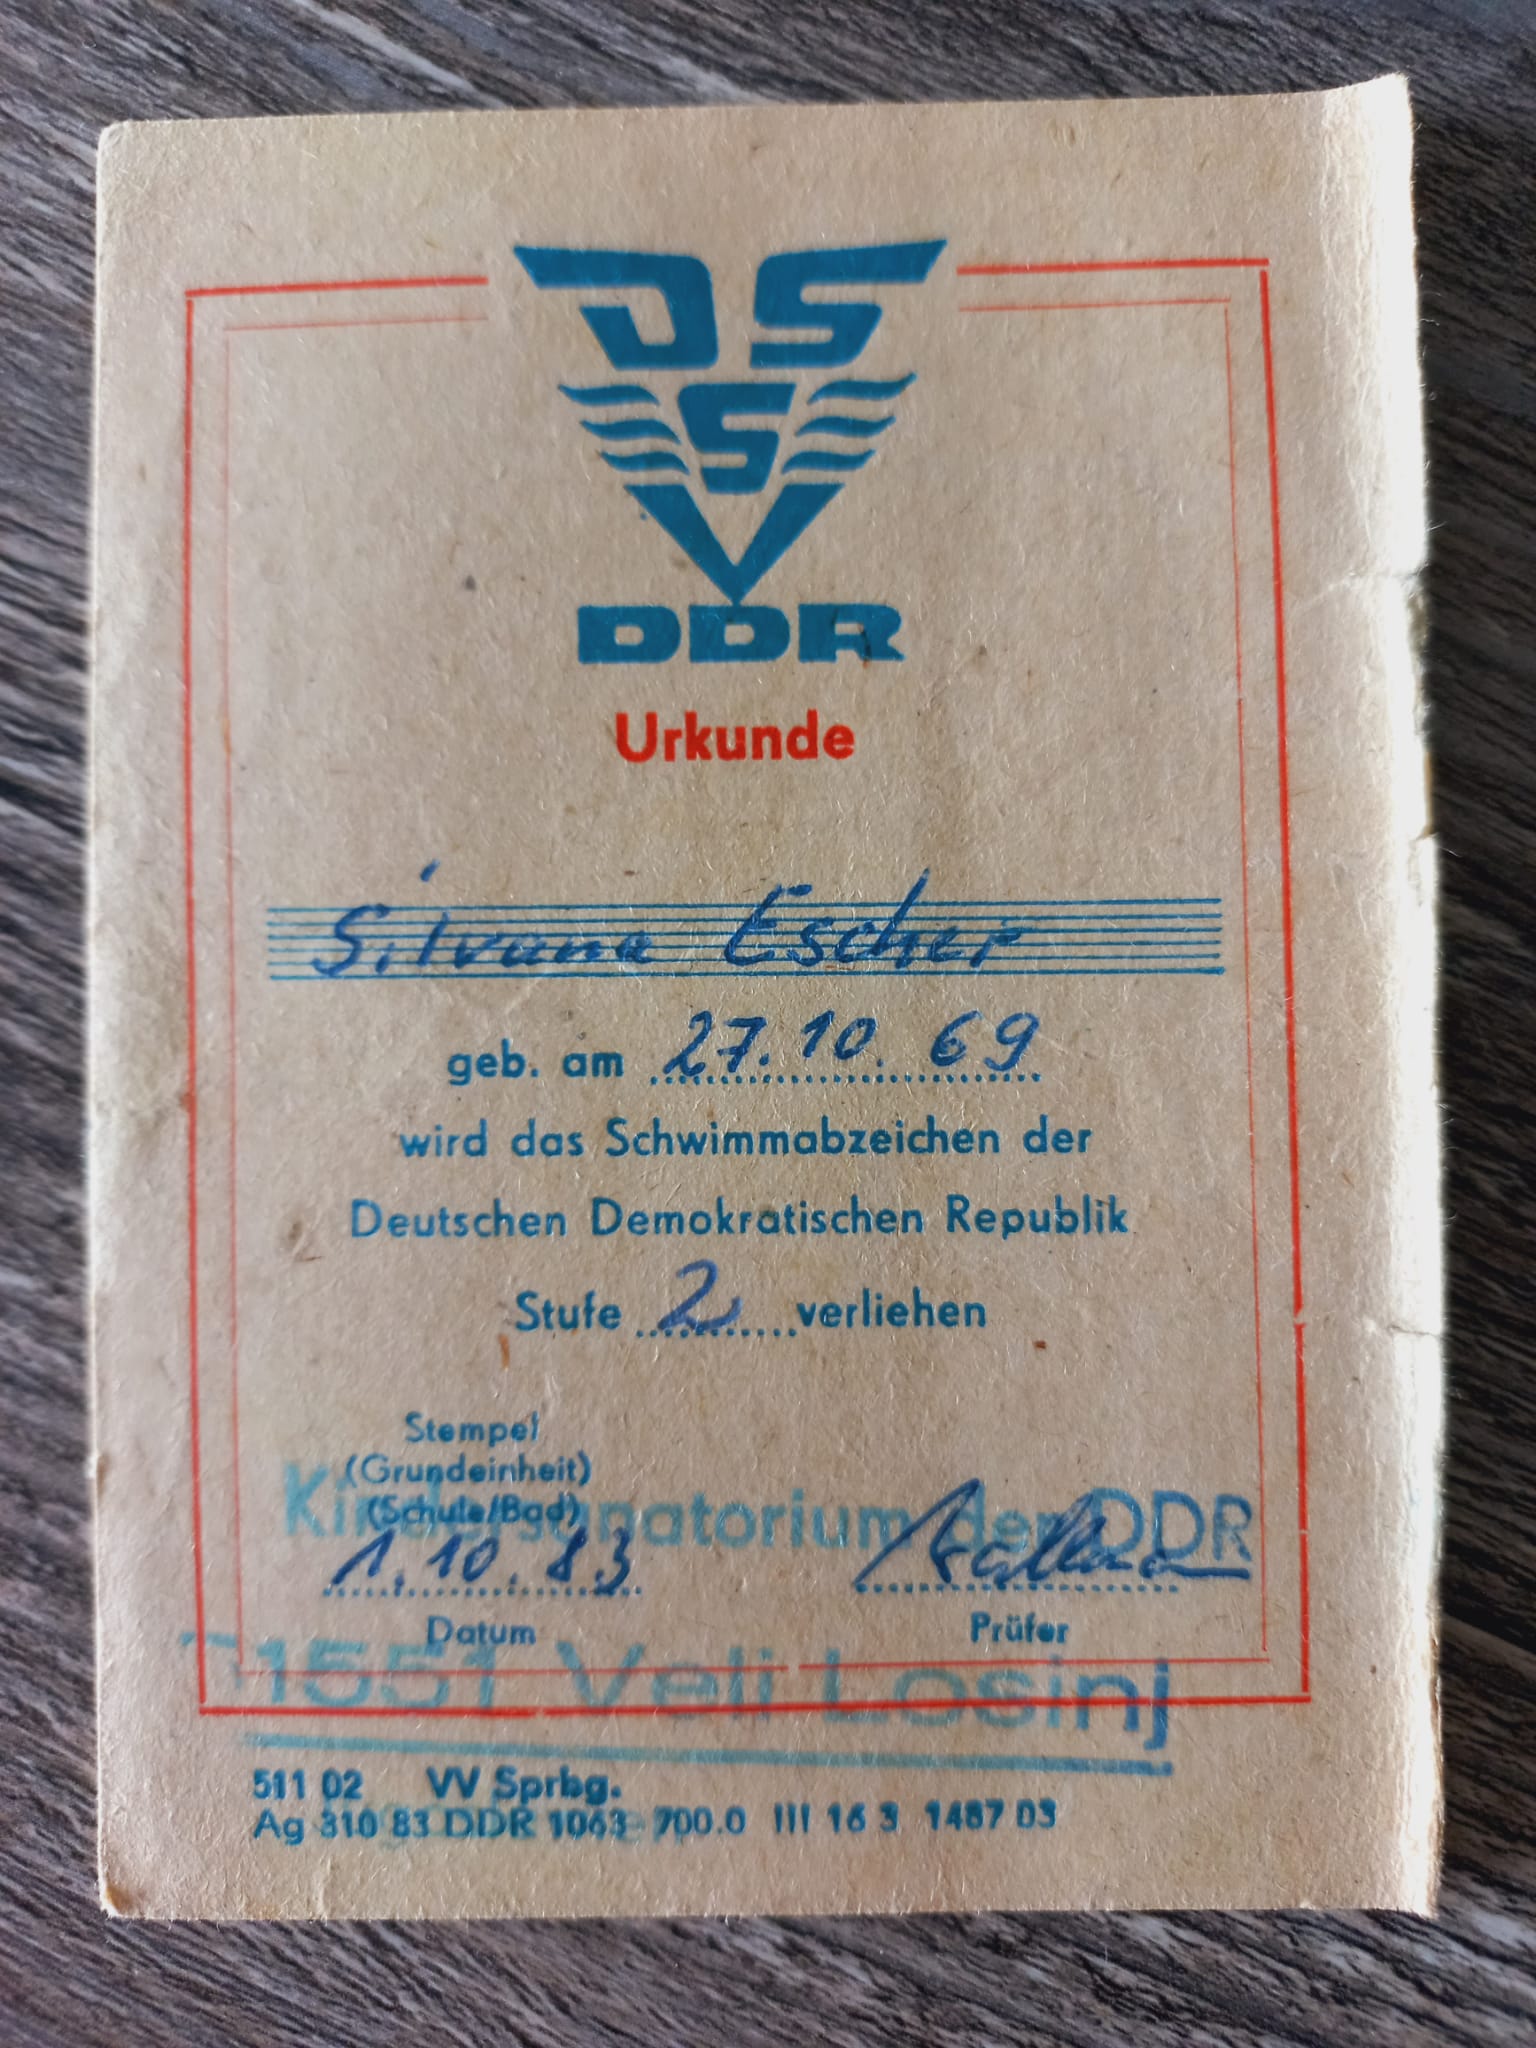 DS
S
V
DDR
Urkunde
Silvana Escher
geb. am 27.10.69
wird das Schwimmabzeichen der
Deutschen Demokratischen Republik
Stufe 2 verliehen
Stempel
(Grundeinheit)
(Schule/Bad)
Kindersanatorium der DDR
1.10.83
Datum Prüfer
51551 Veli Losinj
511 02 VV Sprbg.
Ag 310 83 DDR 1063 700.0 III 16 3 1487 03